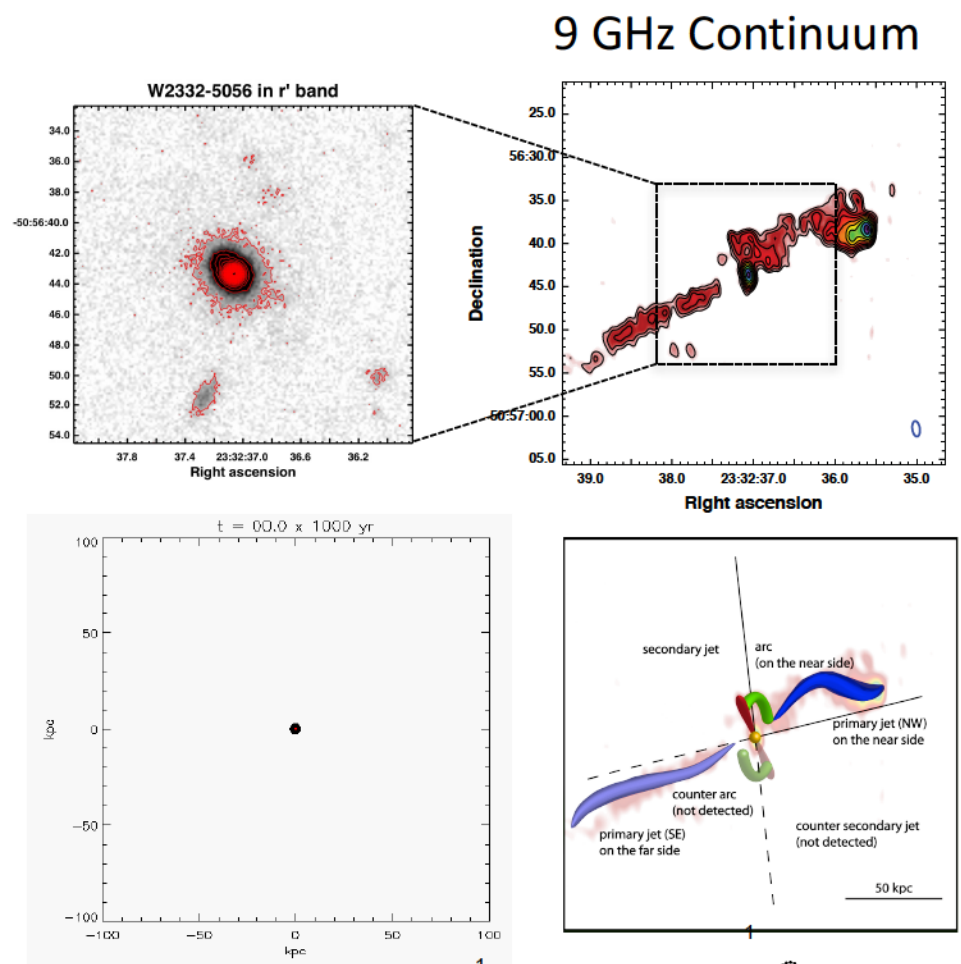 9 GHz Continuum
W2332-5056 in r' band
34.0
36.0
38.0
-50:56:40.0
42.0
44.0
46.0
48.0
50.0
52.0
54.0
37.8 37.4 23:32:37.0 36.6 36.2
Right ascension
Declination
25.0
56:30.0
35.0
40.0
45.0
50.0
55.0
50:57:00.0
05.0
39.0 38.0 23:32:37.0 36.0 35.0
Right ascension
t = 00.0 x 1000 yr
100
50
0
-50
-100
kpc
-100 -50 0 50 100
kpc
1
secondary jet
arc
(on the near side)
primary jet (NW)
on the near side
counter arc
(not detected)
primary jet (SE)
on the far side
counter secondary jet
(not detected)
50 kpc
1